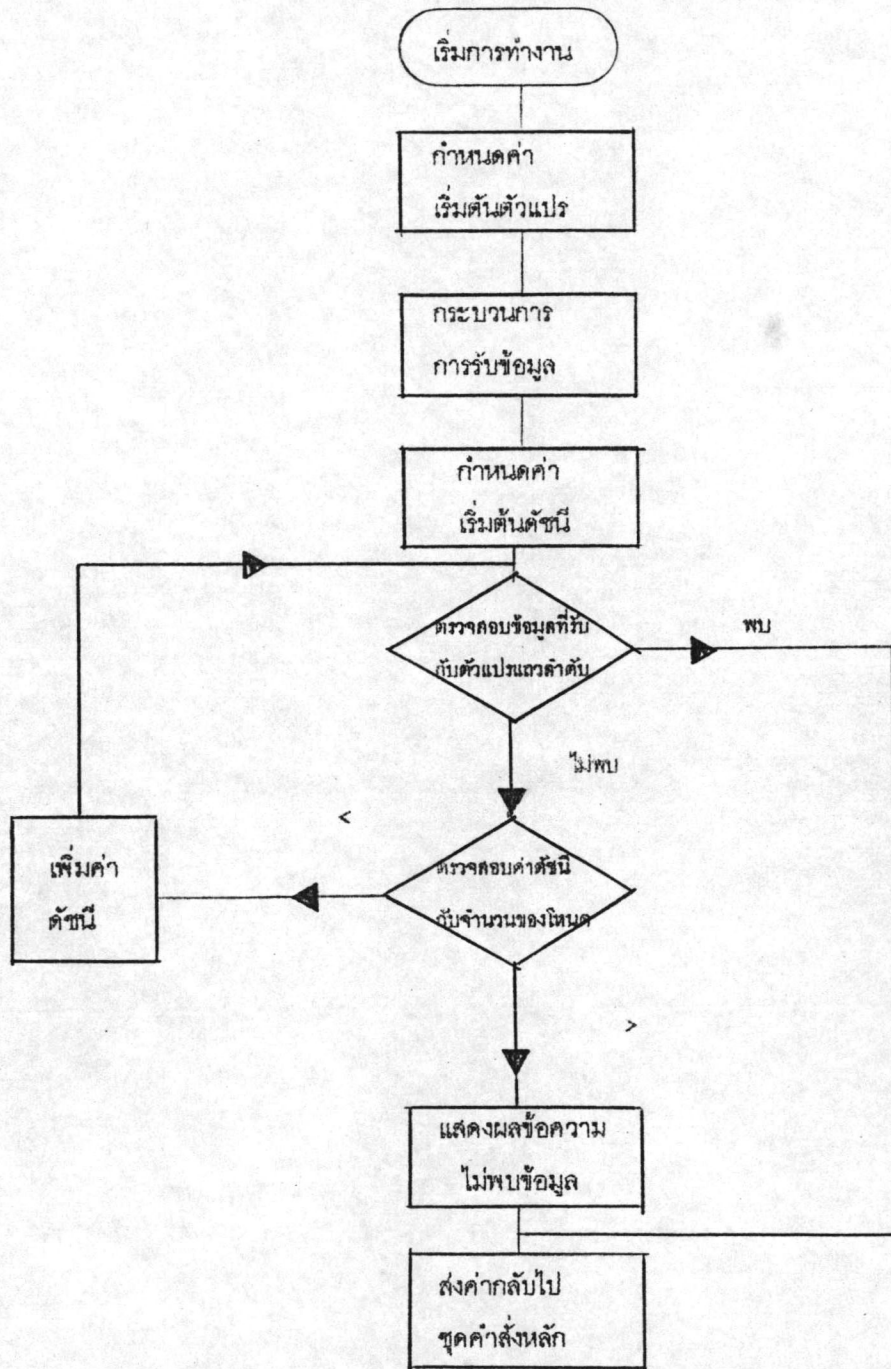 เริ่มการทำงาน
กำหนดค่า
เริ่มต้นตัวแปร
กระบวนการ
การรับข้อมูล
กำหนดค่า
เริ่มต้นดัชนี
ตรวจสอบข้อมูลที่รับ
กับตัวแปรแถวลำดับ
พบ
ไม่พบ
<
ตรวจสอบค่าดัชนี
กับจำนวนของโหนด
เพิ่มค่า
ดัชนี
>
แสดงผลข้อความ
ไม่พบข้อมูล
ส่งค่ากลับไป
ชุดคำสั่งหลัก